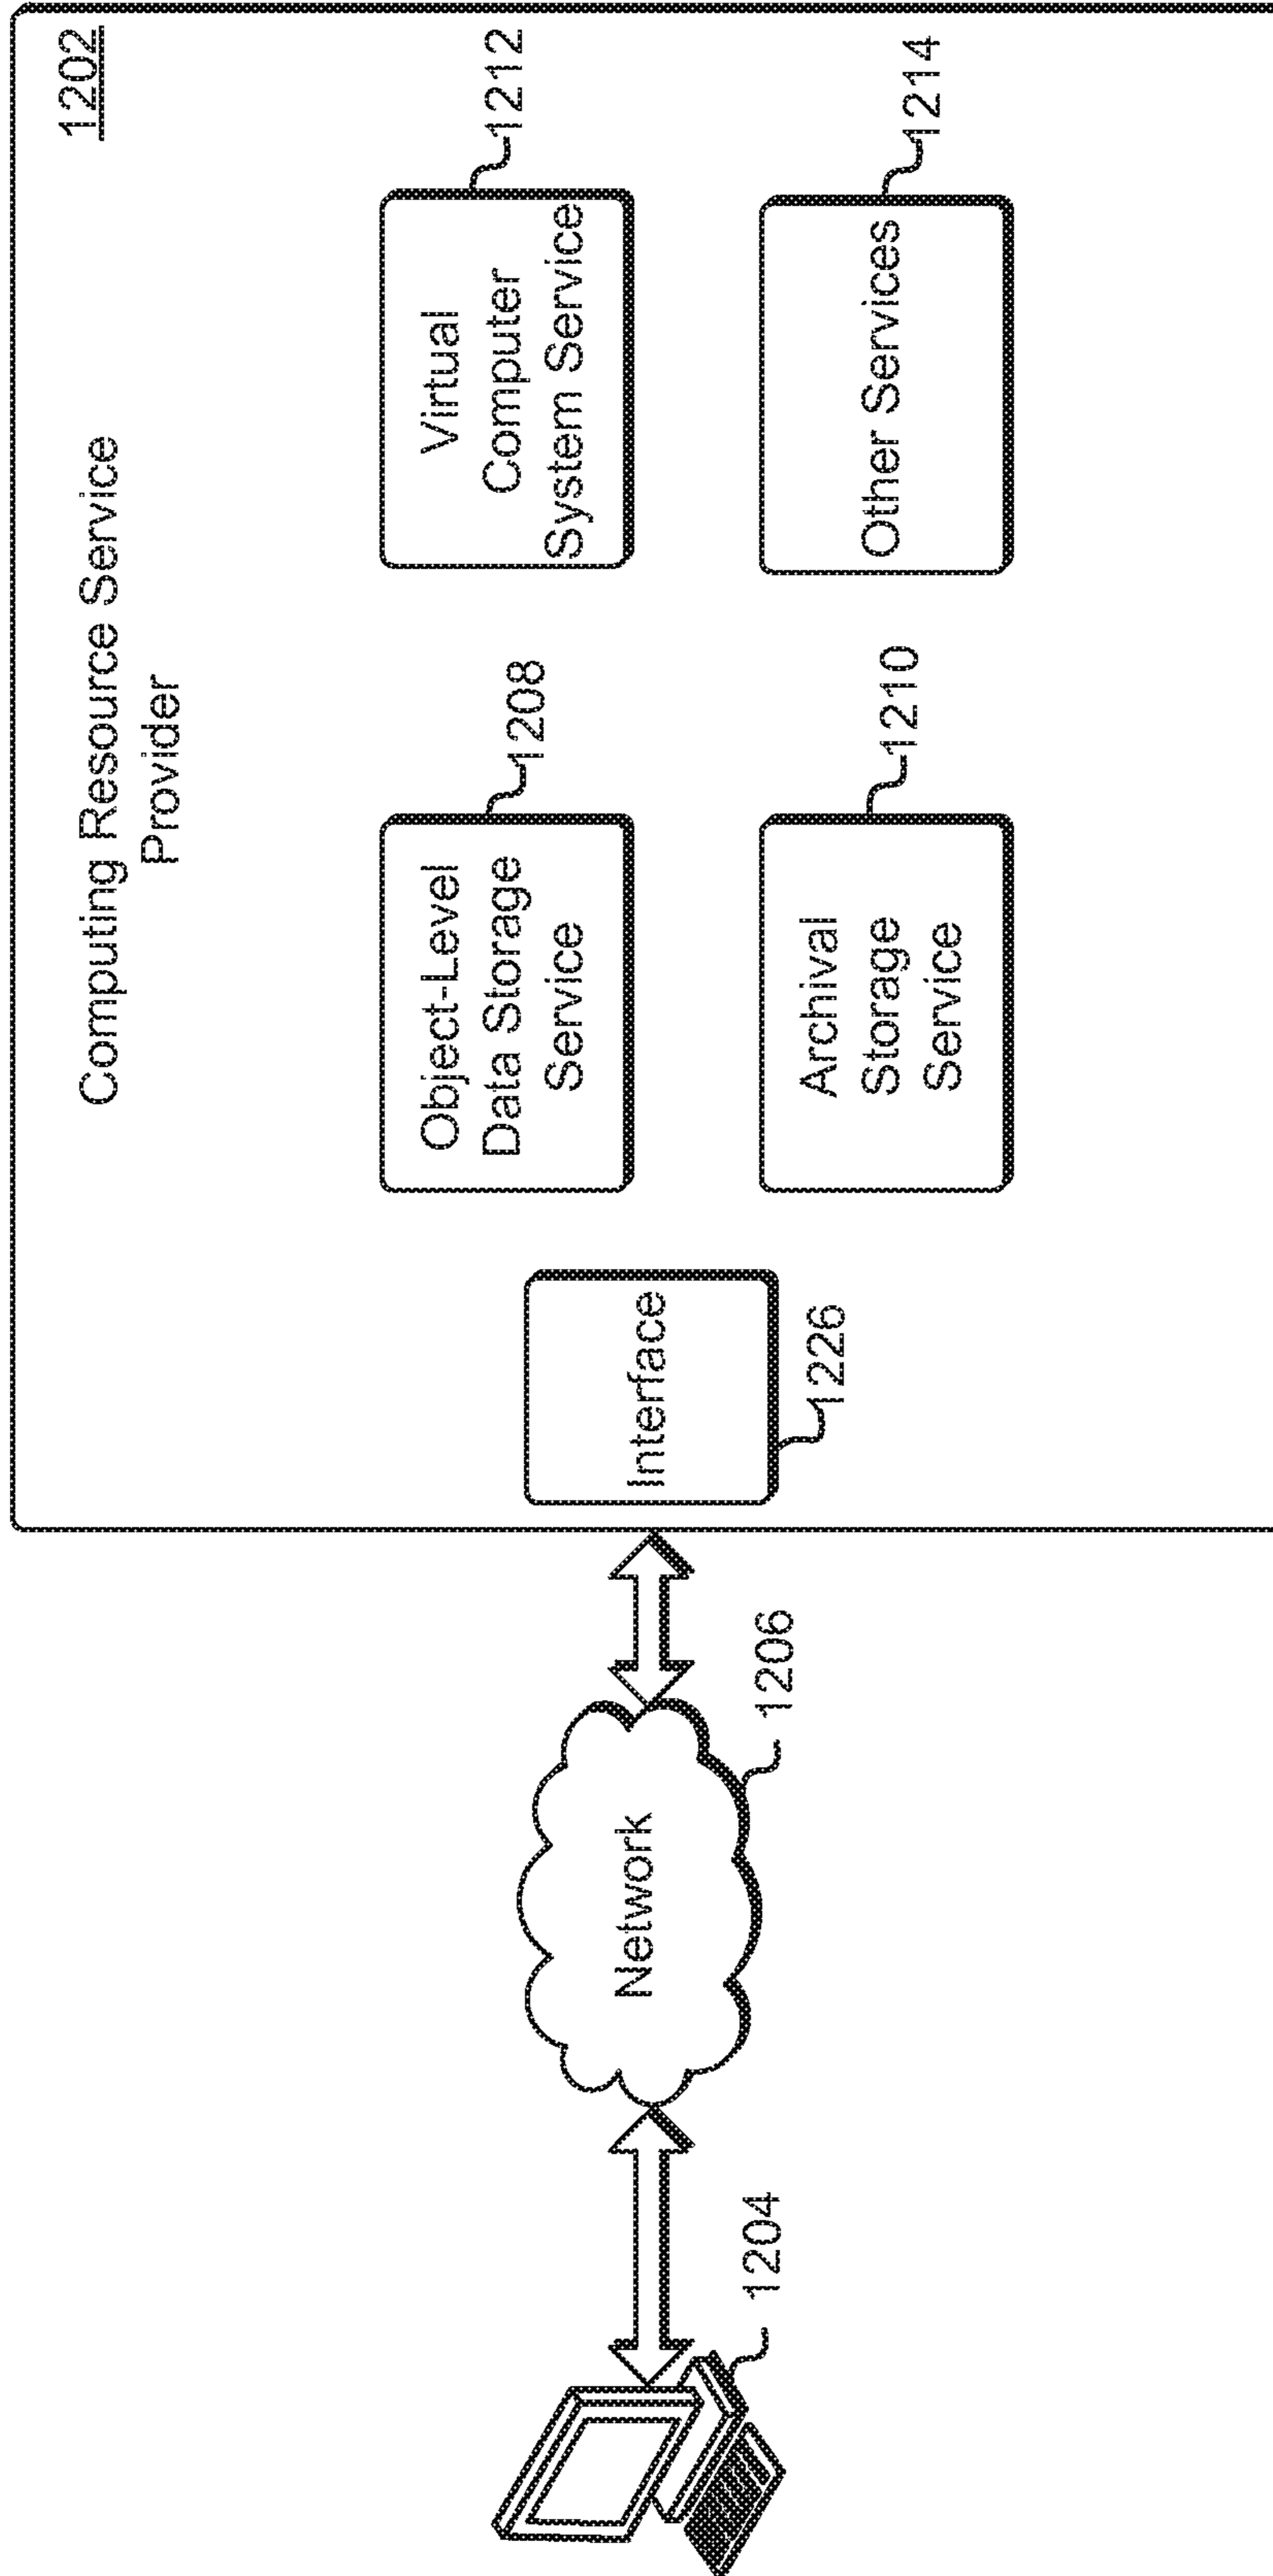 Computing Resource Service
Provider
1202
Object-Level
Data Storage
Service
1208
Virtual
Computer
System Service
1212
Interface
1226
Network
1206
1204
Archival
Storage
Service
1210
Other Services
1214